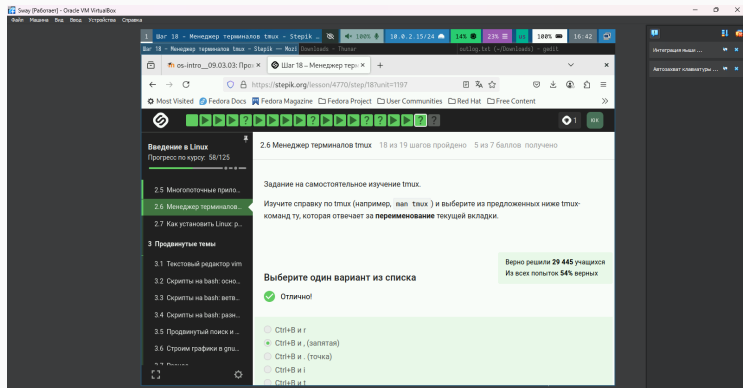 Sway [Работает] - Oracle VM VirtualBox
Файл Машина Вид Ввод Устройства Справка
1 Шаг 18 - Менеджер терминалов tmux - Stepik 100% 10.0.2.15/24 14% 23% us 100% 16:42
Шаг 18 - Менеджер терминалов tmux — Stepik — Mozi Downloads - Thunar outlog.txt (~/Downloads) - gedit
Интеграция мыши ...
Автозахват клавиатуры ...
os-intro__09.03.03: Про Шаг 18 – Менеджер тер
https://stepik.org/lesson/4770/step/18?unit=1197
Most Visited Fedora Docs Fedora Magazine Fedora Project User Communities Red Hat Free Content
1
Введение в Linux
Прогресс по курсу: 58/125
2.6 Менеджер терминалов tmux 18 из 19 шагов пройдено 5 из 7 баллов получено
2.5 Многопоточные прило...
2.6 Менеджер терминалов...
2.7 Как установить Linux: р...
3 Продвинутые темы
3.1 Текстовый редактор vim
3.2 Скрипты на bash: осно...
3.3 Скрипты на bash: ветв...
3.4 Скрипты на bash: разн...
3.5 Продвинутый поиск и ...
3.6 Строим графики в gnu...
Задание на самостоятельное изучение tmux.
Изучите справку по tmux (например, man tmux) и выберите из предложенных ниже tmux-
команд ту, которая отвечает за переименование текущей вкладки.
Верно решили 29 445 учащихся
Из всех попыток 54% верных
Выберите один вариант из списка
Отлично!
Ctrl+B и r
Ctrl+B и , (запятая)
Ctrl+B и . (точка)
Ctrl+B и i
Ctrl+B и t